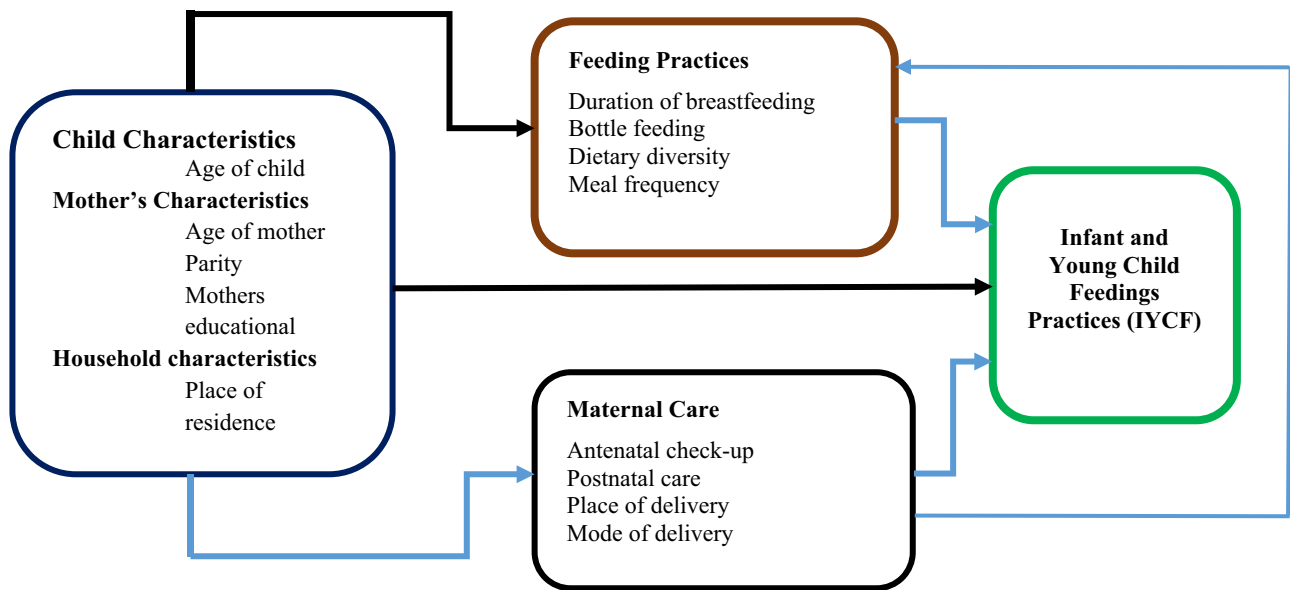 Child Characteristics
Age of child
Mother’s Characteristics
Age of mother
Parity
Mothers
educational
Household characteristics
Place of
residence
Feeding Practices
Duration of breastfeeding
Bottle feeding
Dietary diversity
Meal frequency
Maternal Care
Antenatal check-up
Postnatal care
Place of delivery
Mode of delivery
Infant and
Young Child
Feedings
Practices (IYCF)